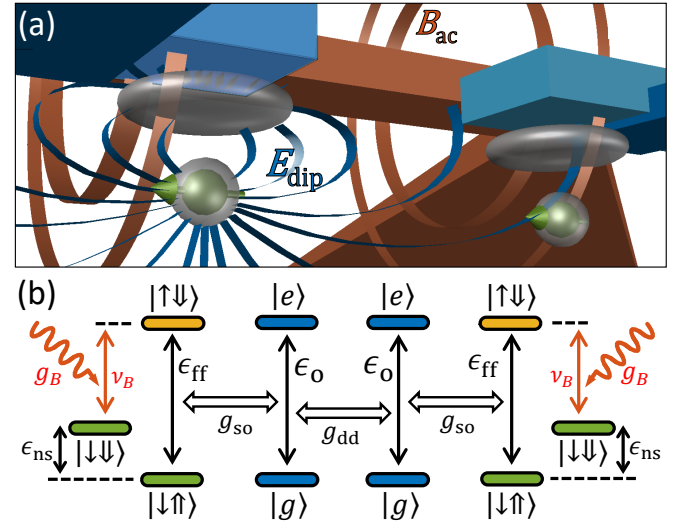 (a)
B_ac
E_dip
(b)
|↑⇓⟩ |e⟩ |e⟩ |↑⇓⟩
g_B ν_B ϵ_ff ϵ_o ϵ_o ϵ_ff ν_B g_B
g_so g_dd g_so
ϵ_ns |↓⇓⟩ |↓⇓⟩ ϵ_ns
|↓⇑⟩ |g⟩ |g⟩ |↓⇑⟩